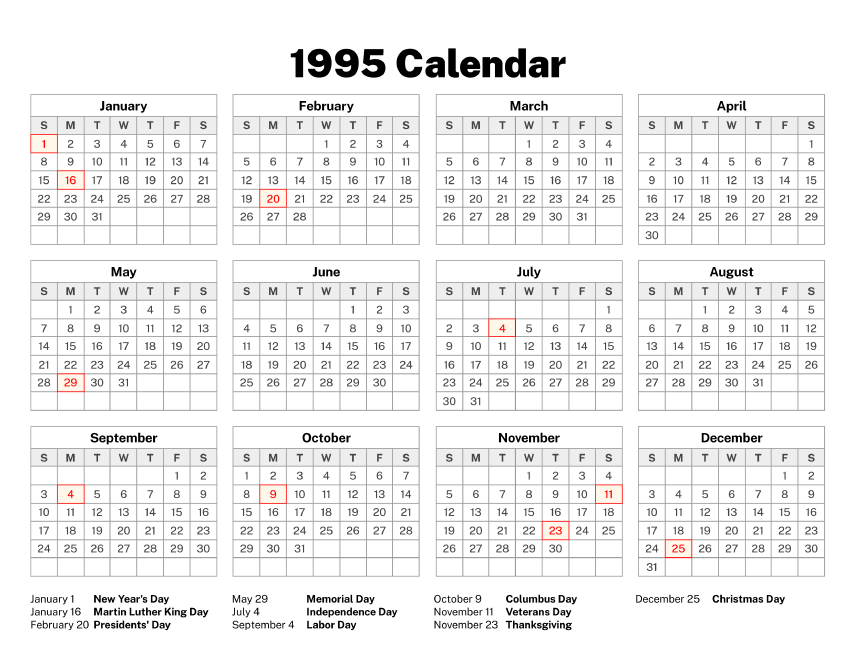 1995 Calendar
January
S M T W T F S
1 2 3 4 5 6 7
8 9 10 11 12 13 14
15 16 17 18 19 20 21
22 23 24 25 26 27 28
29 30 31
February
S M T W T F S
1 2 3 4
5 6 7 8 9 10 11
12 13 14 15 16 17 18
19 20 21 22 23 24 25
26 27 28
March
S M T W T F S
1 2 3 4
5 6 7 8 9 10 11
12 13 14 15 16 17 18
19 20 21 22 23 24 25
26 27 28 29 30 31
April
S M T W T F S
1
2 3 4 5 6 7 8
9 10 11 12 13 14 15
16 17 18 19 20 21 22
23 24 25 26 27 28 29
30
May
S M T W T F S
1 2 3 4 5 6
7 8 9 10 11 12 13
14 15 16 17 18 19 20
21 22 23 24 25 26 27
28 29 30 31
June
S M T W T F S
1 2 3
4 5 6 7 8 9 10
11 12 13 14 15 16 17
18 19 20 21 22 23 24
25 26 27 28 29 30
July
S M T W T F S
1
2 3 4 5 6 7 8
9 10 11 12 13 14 15
16 17 18 19 20 21 22
23 24 25 26 27 28 29
30 31
August
S M T W T F S
1 2 3 4 5
6 7 8 9 10 11 12
13 14 15 16 17 18 19
20 21 22 23 24 25 26
27 28 29 30 31
September
S M T W T F S
1 2
3 4 5 6 7 8 9
10 11 12 13 14 15 16
17 18 19 20 21 22 23
24 25 26 27 28 29 30
October
S M T W T F S
1 2 3 4 5 6 7
8 9 10 11 12 13 14
15 16 17 18 19 20 21
22 23 24 25 26 27 28
29 30 31
November
S M T W T F S
1 2 3 4
5 6 7 8 9 10 11
12 13 14 15 16 17 18
19 20 21 22 23 24 25
26 27 28 29 30
December
S M T W T F S
1 2
3 4 5 6 7 8 9
10 11 12 13 14 15 16
17 18 19 20 21 22 23
24 25 26 27 28 29 30
31
January 1 New Year's Day
January 16 Martin Luther King Day
February 20 Presidents' Day
May 29 Memorial Day
July 4 Independence Day
September 4 Labor Day
October 9 Columbus Day
November 11 Veterans Day
November 23 Thanksgiving
December 25 Christmas Day